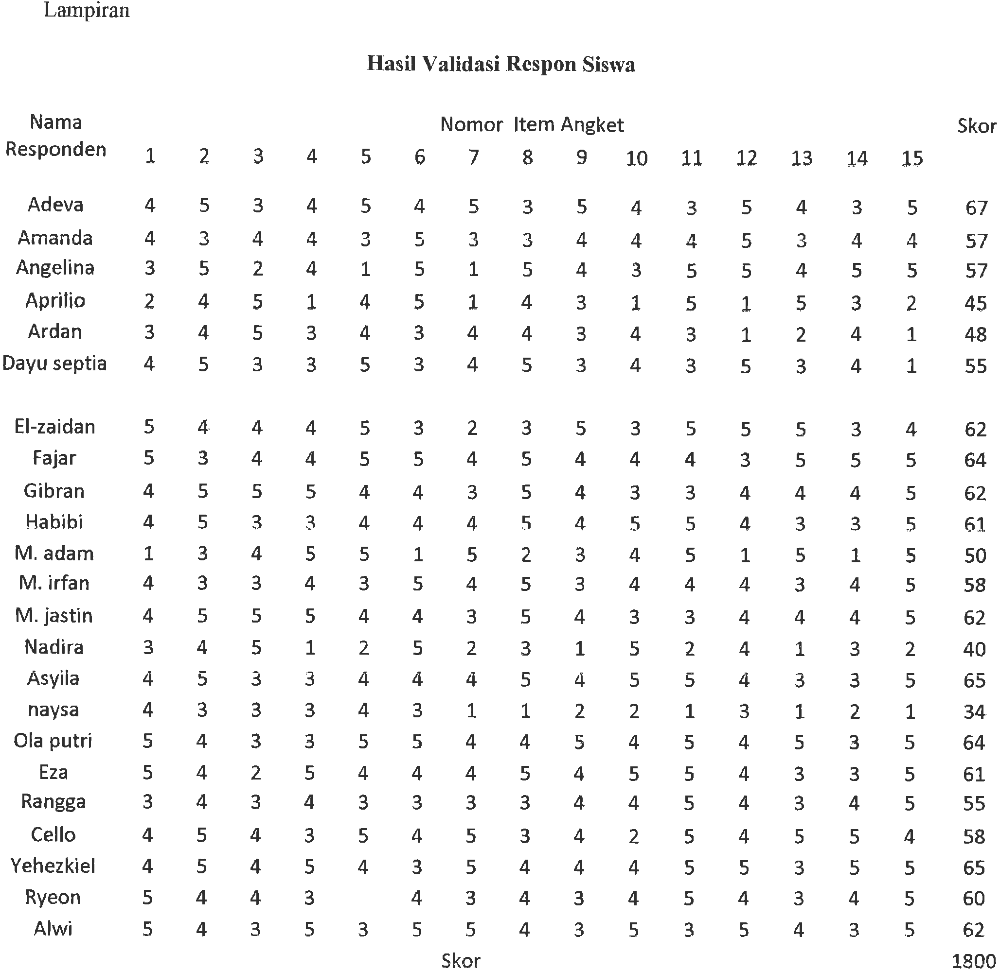 Lampiran
Hasil Validasi Respon Siswa
Nama Responden Nomor Item Angket Skor
1 2 3 4 5 6 7 8 9 10 11 12 13 14 15
Adeva 4 5 3 4 5 4 5 3 5 4 3 5 4 3 5 67
Amanda 4 3 4 4 3 5 3 3 4 4 4 5 3 4 4 57
Angelina 3 5 2 4 1 5 1 5 4 3 5 5 4 5 5 57
Aprilio 2 4 5 1 4 5 1 4 3 1 5 1 5 3 2 45
Ardan 3 4 5 3 4 3 4 4 3 4 3 1 2 4 1 48
Dayu septia 4 5 3 3 5 3 4 5 3 4 3 5 3 4 1 55
El-zaidan 5 4 4 4 5 3 2 3 5 3 5 5 5 3 4 62
Fajar 5 3 4 4 5 5 4 5 4 4 4 3 5 5 5 64
Gibran 4 5 5 5 4 4 3 5 4 3 3 4 4 4 5 62
Habibi 4 5 3 3 4 4 4 5 4 5 5 4 3 3 5 61
M. adam 1 3 4 5 5 1 5 2 3 4 5 1 5 1 5 50
M. irfan 4 3 3 4 3 5 4 5 3 4 4 4 3 4 5 58
M. jastin 4 5 5 5 4 4 3 5 4 3 3 4 4 4 5 62
Nadira 3 4 5 1 2 5 2 3 1 5 2 4 1 3 2 40
Asyila 4 5 3 3 4 4 4 5 4 5 5 4 3 3 5 65
naysa 4 3 3 3 4 3 1 1 2 2 1 3 1 2 1 34
Ola putri 5 4 3 3 5 5 4 4 5 4 5 4 5 3 5 64
Eza 5 4 2 5 4 4 4 5 4 5 5 4 3 3 5 61
Rangga 3 4 3 4 3 3 3 3 4 4 5 4 3 4 5 55
Cello 4 5 4 3 5 4 5 3 4 2 5 4 5 5 4 58
Yehezkiel 4 5 4 5 4 3 5 4 4 4 5 5 3 5 5 65
Ryeon 5 4 4 3 4 3 4 3 4 5 4 3 4 5 60
Alwi 5 4 3 5 3 5 5 4 3 5 3 5 4 3 5 62
Skor 1800